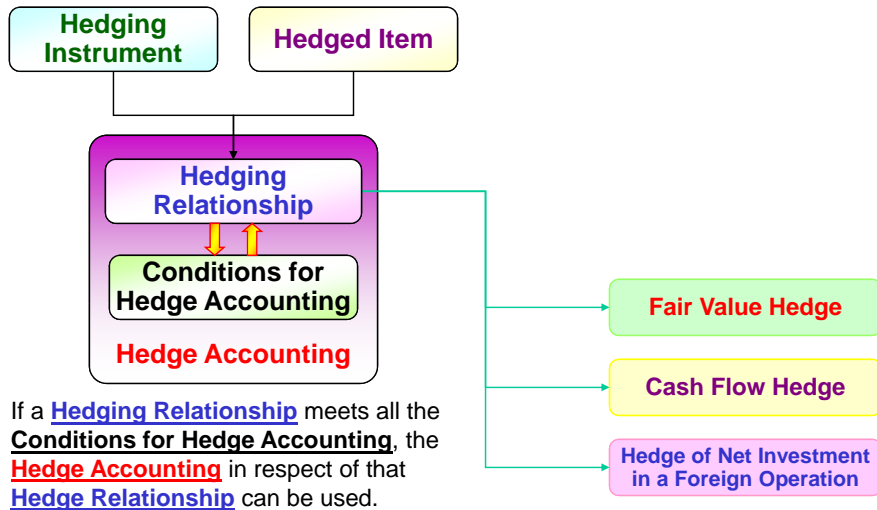 Hedging
Instrument
Hedged Item
Hedging
Relationship
Conditions for
Hedge Accounting
Hedge Accounting
Fair Value Hedge
Cash Flow Hedge
Hedge of Net Investment
in a Foreign Operation
If a Hedging Relationship meets all the
Conditions for Hedge Accounting, the
Hedge Accounting in respect of that
Hedge Relationship can be used.